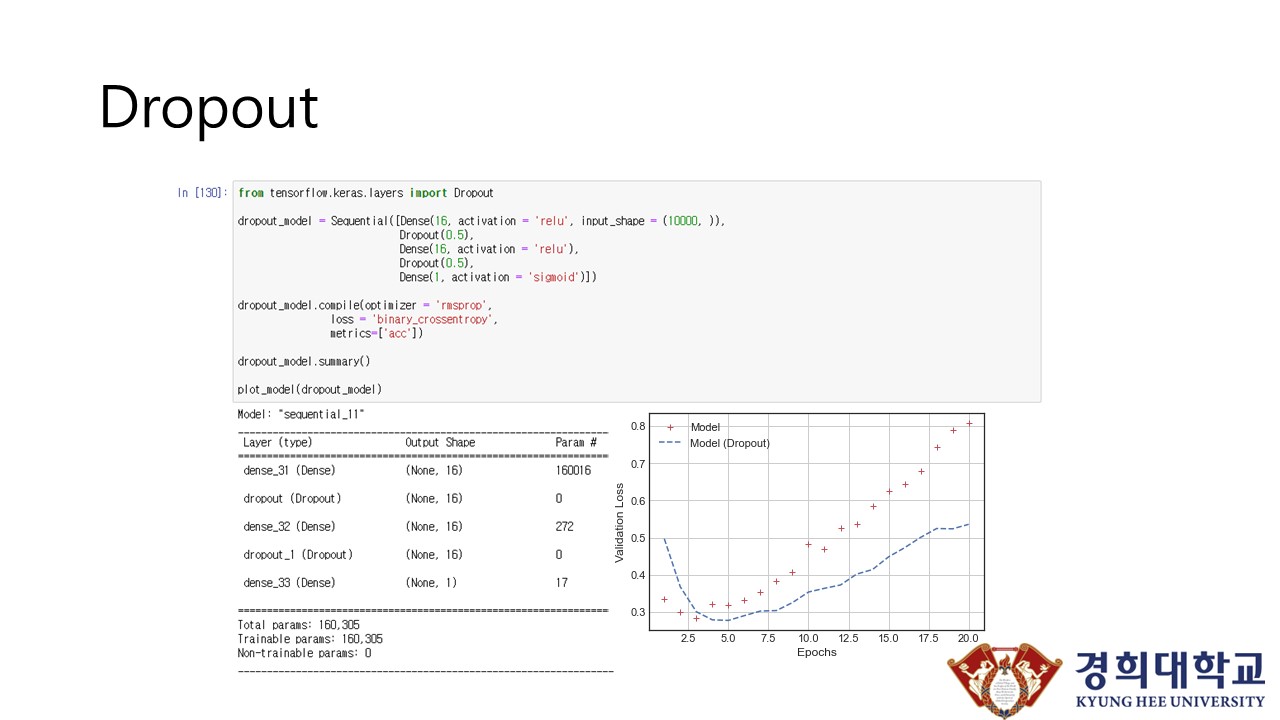 Dropout
In [130]:
from tensorflow.keras.layers import Dropout
dropout_model = Sequential([Dense(16, activation = 'relu', input_shape = (10000, )),
Dropout(0.5),
Dense(16, activation = 'relu'),
Dropout(0.5),
Dense(1, activation = 'sigmoid')])
dropout_model.compile(optimizer = 'rmsprop',
loss = 'binary_crossentropy',
metrics=['acc'])
dropout_model.summary()
plot_model(dropout_model)
Model: "sequential_11"
Layer (type) Output Shape Param #
dense_31 (Dense) (None, 16) 160016
dropout (Dropout) (None, 16) 0
dense_32 (Dense) (None, 16) 272
dropout_1 (Dropout) (None, 16) 0
dense_33 (Dense) (None, 1) 17
Total params: 160,305
Trainable params: 160,305
Non-trainable params: 0
Model
Model (Dropout)
Validation Loss
0.8
0.7
0.6
0.5
0.4
0.3
2.5 5.0 7.5 10.0 12.5 15.0 17.5 20.0
Epochs
경희대학교
KYUNG HEE UNIVERSITY